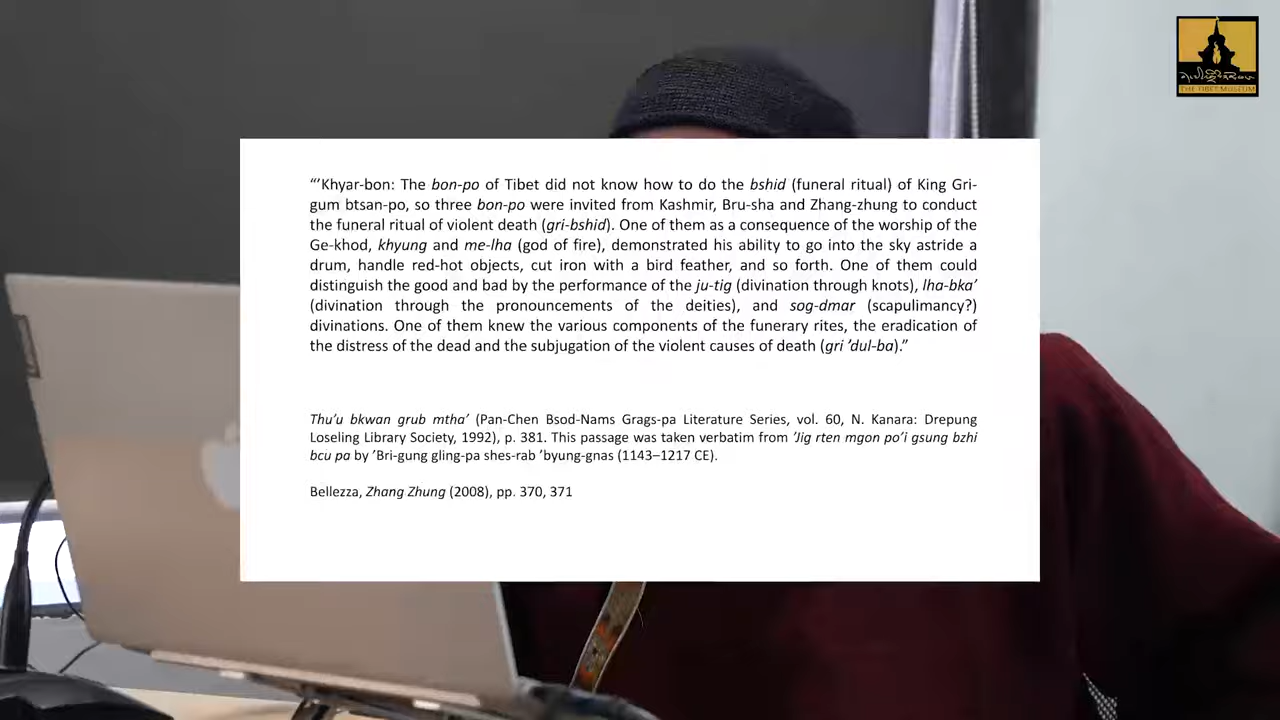 THE TIBET MUSEUM
“’Khyar-bon: The bon-po of Tibet did not know how to do the bshid (funeral ritual) of King Gri-
gum btsan-po, so three bon-po were invited from Kashmir, Bru-sha and Zhang-zhung to conduct
the funeral ritual of violent death (gri-bshid). One of them as a consequence of the worship of the
Ge-khod, khyung and me-lha (god of fire), demonstrated his ability to go into the sky astride a
drum, handle red-hot objects, cut iron with a bird feather, and so forth. One of them could
distinguish the good and bad by the performance of the ju-tig (divination through knots), lha-bka’
(divination through the pronouncements of the deities), and sog-dmar (scapulimancy?)
divinations. One of them knew the various components of the funerary rites, the eradication of
the distress of the dead and the subjugation of the violent causes of death (gri ’dul-ba).”
Thu’u bkwan grub mtha’ (Pan-Chen Bsod-Nams Grags-pa Literature Series, vol. 60, N. Kanara: Drepung
Loseling Library Society, 1992), p. 381. This passage was taken verbatim from ’Jig rten mgon po’i gsung bzhi
bcu pa by ’Bri-gung gling-pa shes-rab ’byung-gnas (1143–1217 CE).
Bellezza, Zhang Zhung (2008), pp. 370, 371